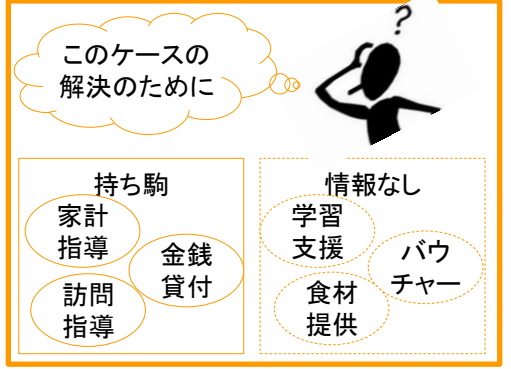 このケースの
解決のために
?
持ち駒
家計
指導
金銭
貸付
訪問
指導
情報なし
学習
支援
バウ
チャー
食材
提供